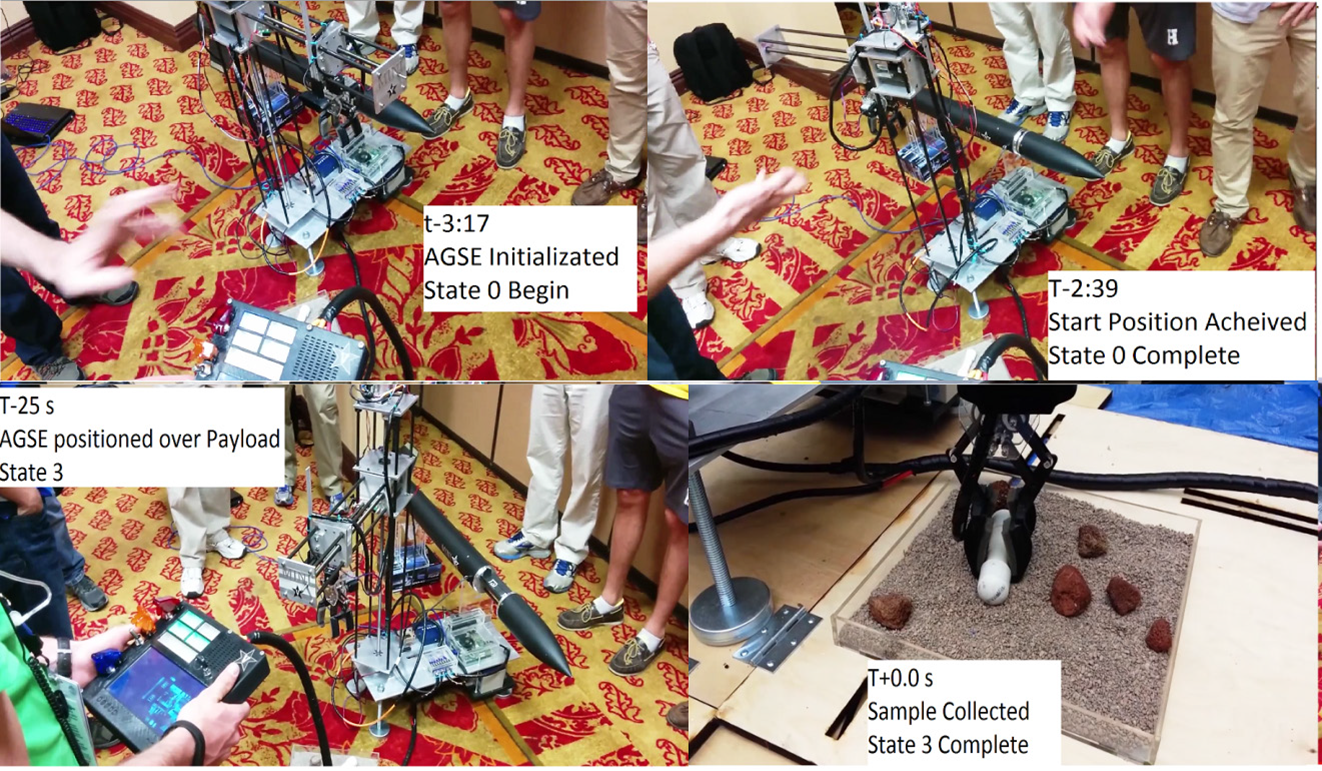 t-3:17
AGSE Initializated
State 0 Begin
T-2:39
Start Position Acheived
State 0 Complete
T-25 s
AGSE positioned over Payload
State 3
T+0.0 s
Sample Collected
State 3 Complete